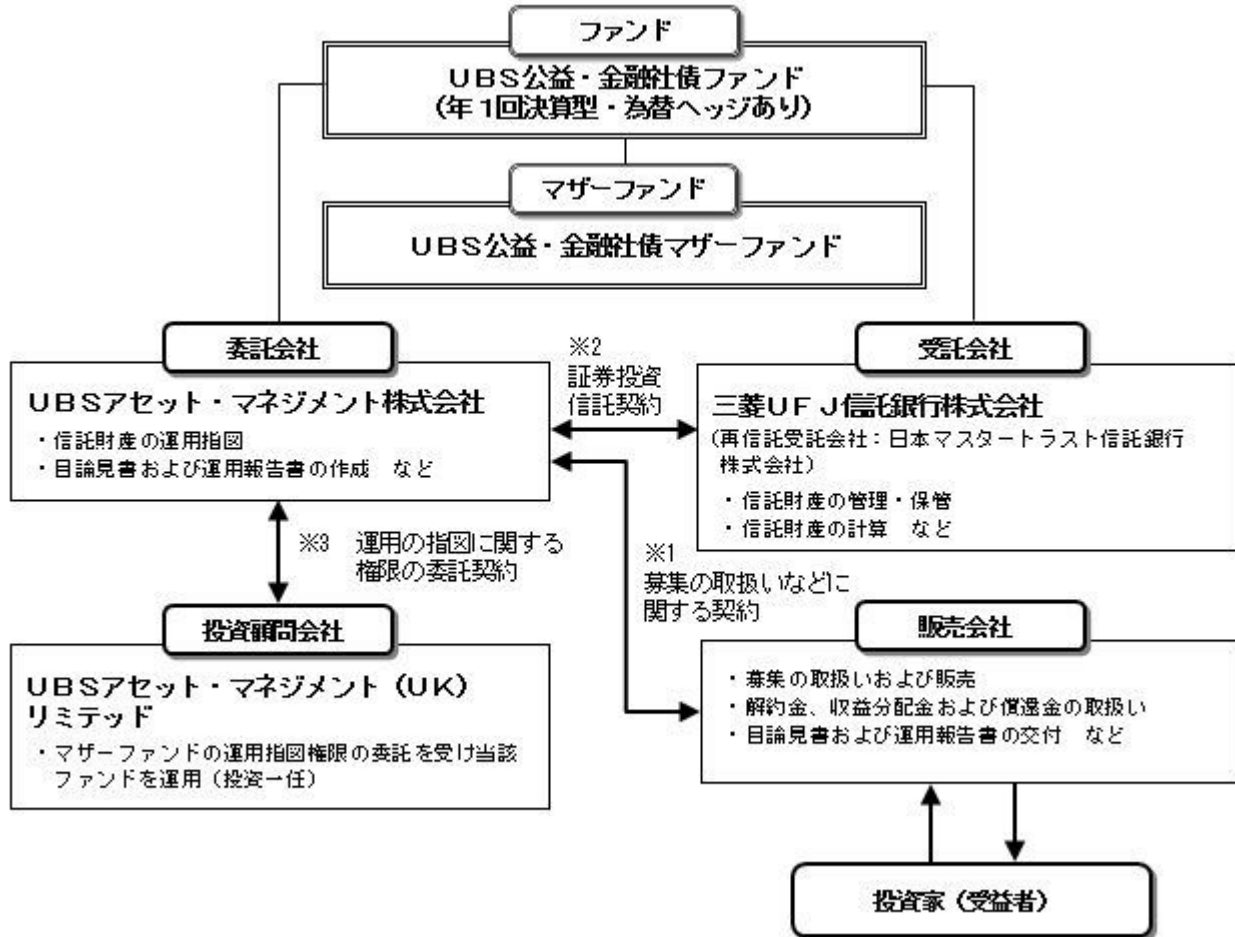 ファンド
UBS公益・金融社債ファンド
(年1回決算型・為替ヘッジあり)
マザーファンド
UBS公益・金融社債マザーファンド
委託会社
UBSアセット・マネジメント株式会社
・信託財産の運用指図
・目論見書および運用報告書の作成 など
※2
証券投資
信託契約
受託会社
三菱UFJ信託銀行株式会社
(再信託受託会社:日本マスタートラスト信託銀行
株式会社)
・信託財産の管理・保管
・信託財産の計算 など
※3 運用の指図に関する
権限の委託契約
※1
募集の取扱いなどに
関する契約
投資顧問会社
UBSアセット・マネジメント(UK)
リミテッド
・マザーファンドの運用指図権限の委託を受け当該
ファンドを運用(投資一任)
販売会社
・募集の取扱いおよび販売
・解約金、収益分配金および償還金の取扱い
・目論見書および運用報告書の交付 など
投資家(受益者)